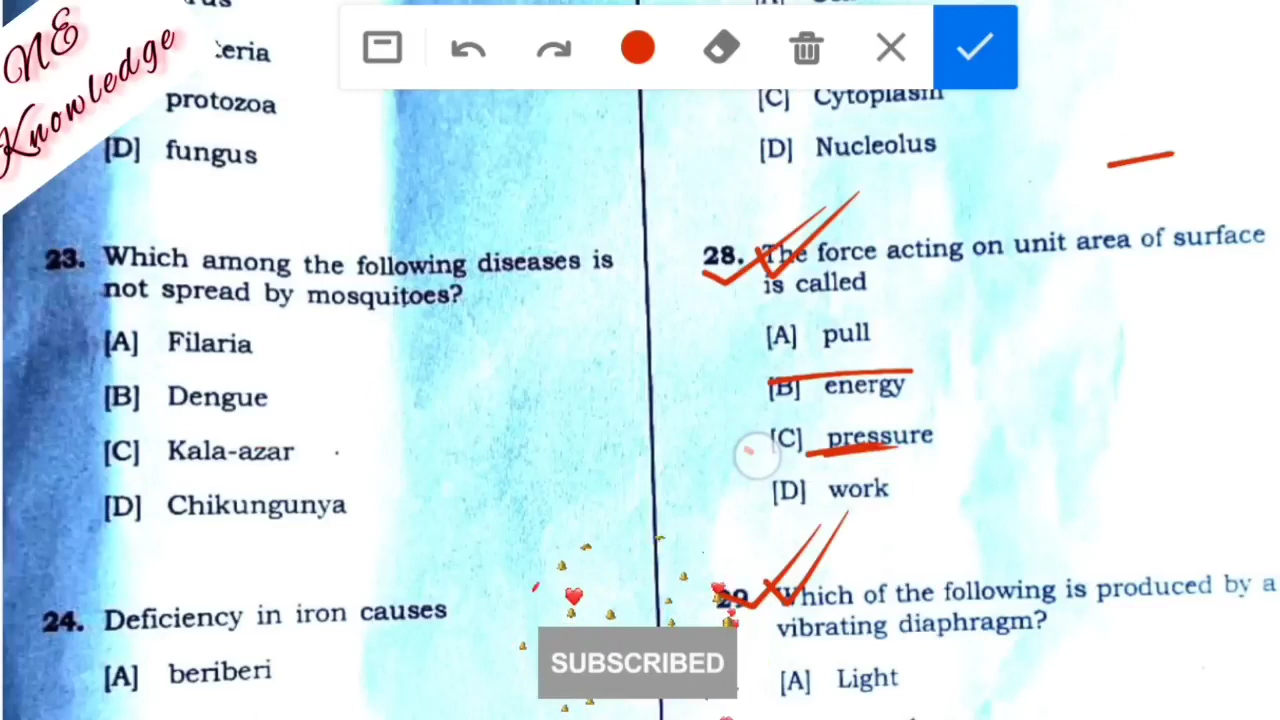 NE
Knowledge
protozoa
[D] fungus
23. Which among the following diseases is
not spread by mosquitoes?
[A] Filaria
[B] Dengue
[C] Kala-azar
[D] Chikungunya
24. Deficiency in iron causes
[A] beriberi
[C] Cytoplasm
[D] Nucleolus
28. The force acting on unit area of surface
is called
[A] pull
[B] energy
[C] pressure
[D] work
29. Which of the following is produced by a
vibrating diaphragm?
[A] Light
SUBSCRIBED